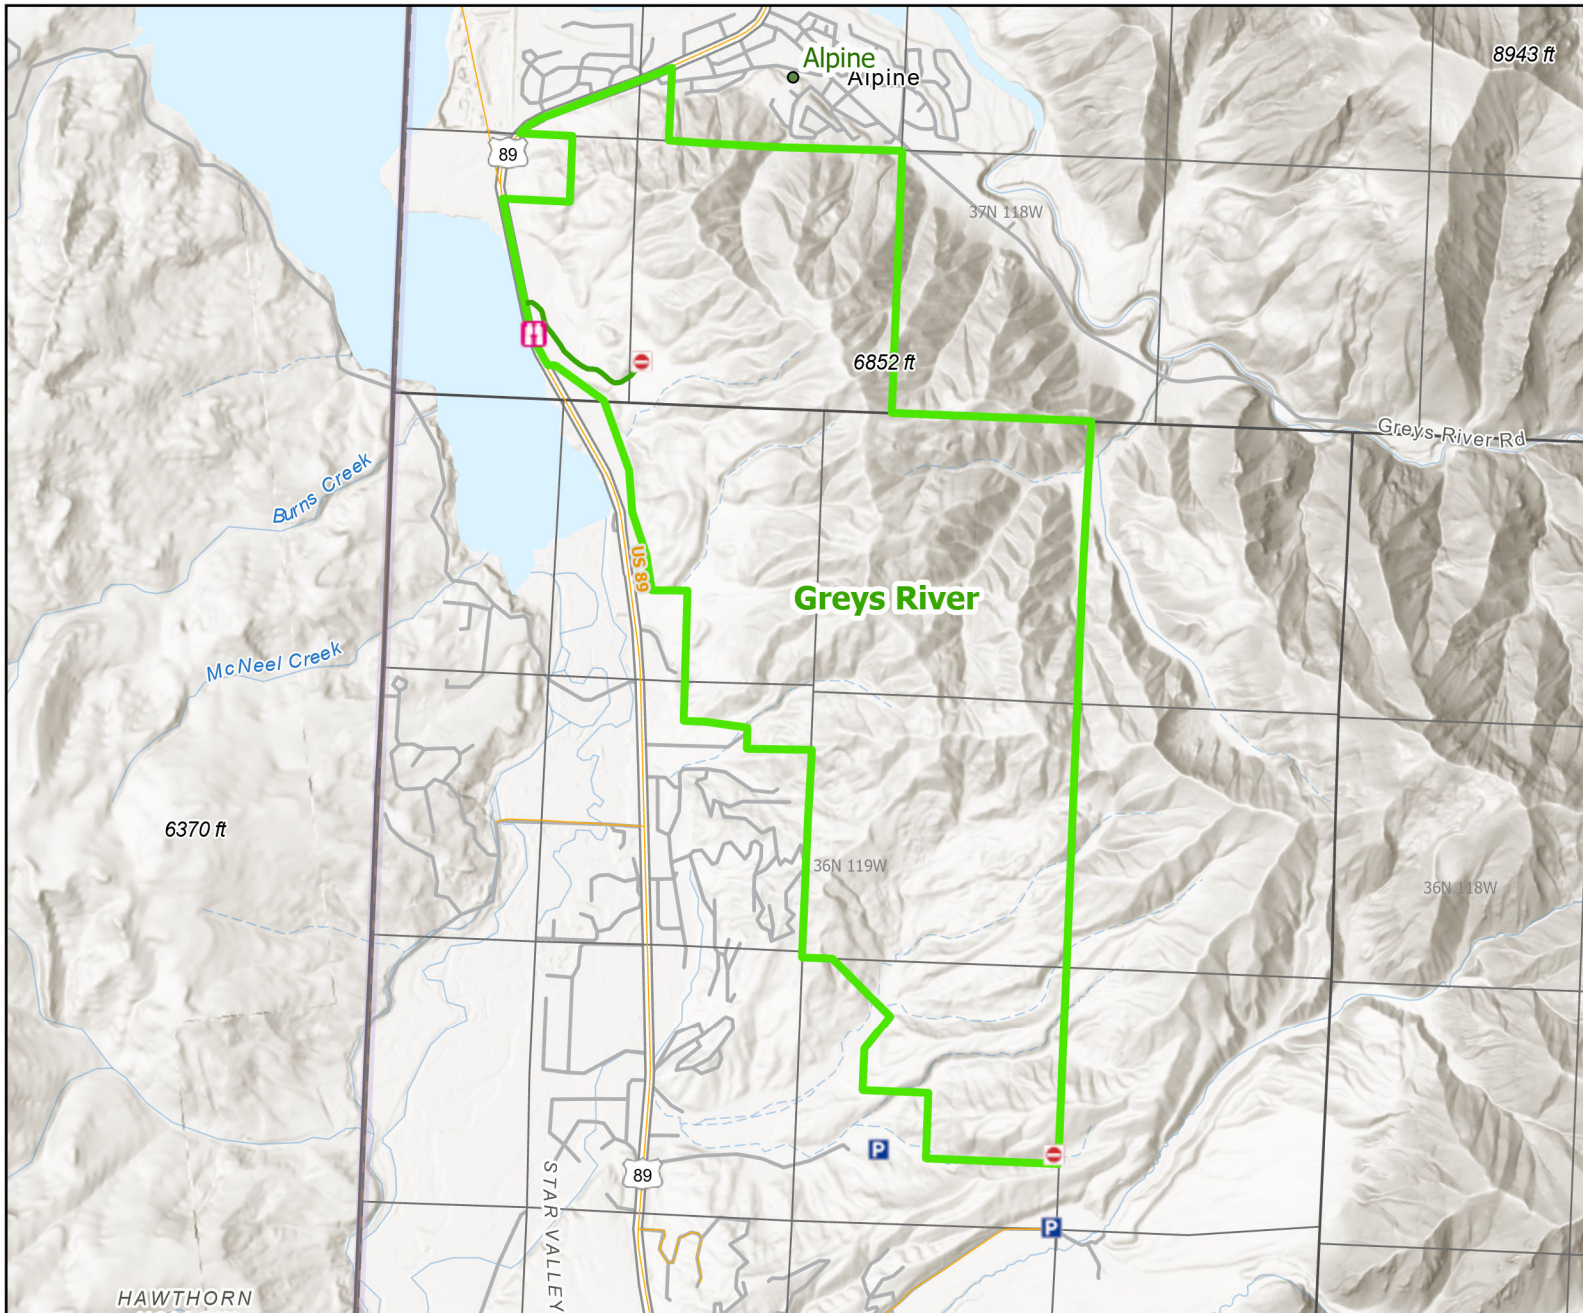 8943 ft
Alpine
Alpine
89
37N 118W
6852 ft
Greys River Rd
Burns Creek
US 89
Greys River
McNeel Creek
6370 ft
36N 119W
36N 118W
P
89
P
STAR VALLEY
HAWTHORN